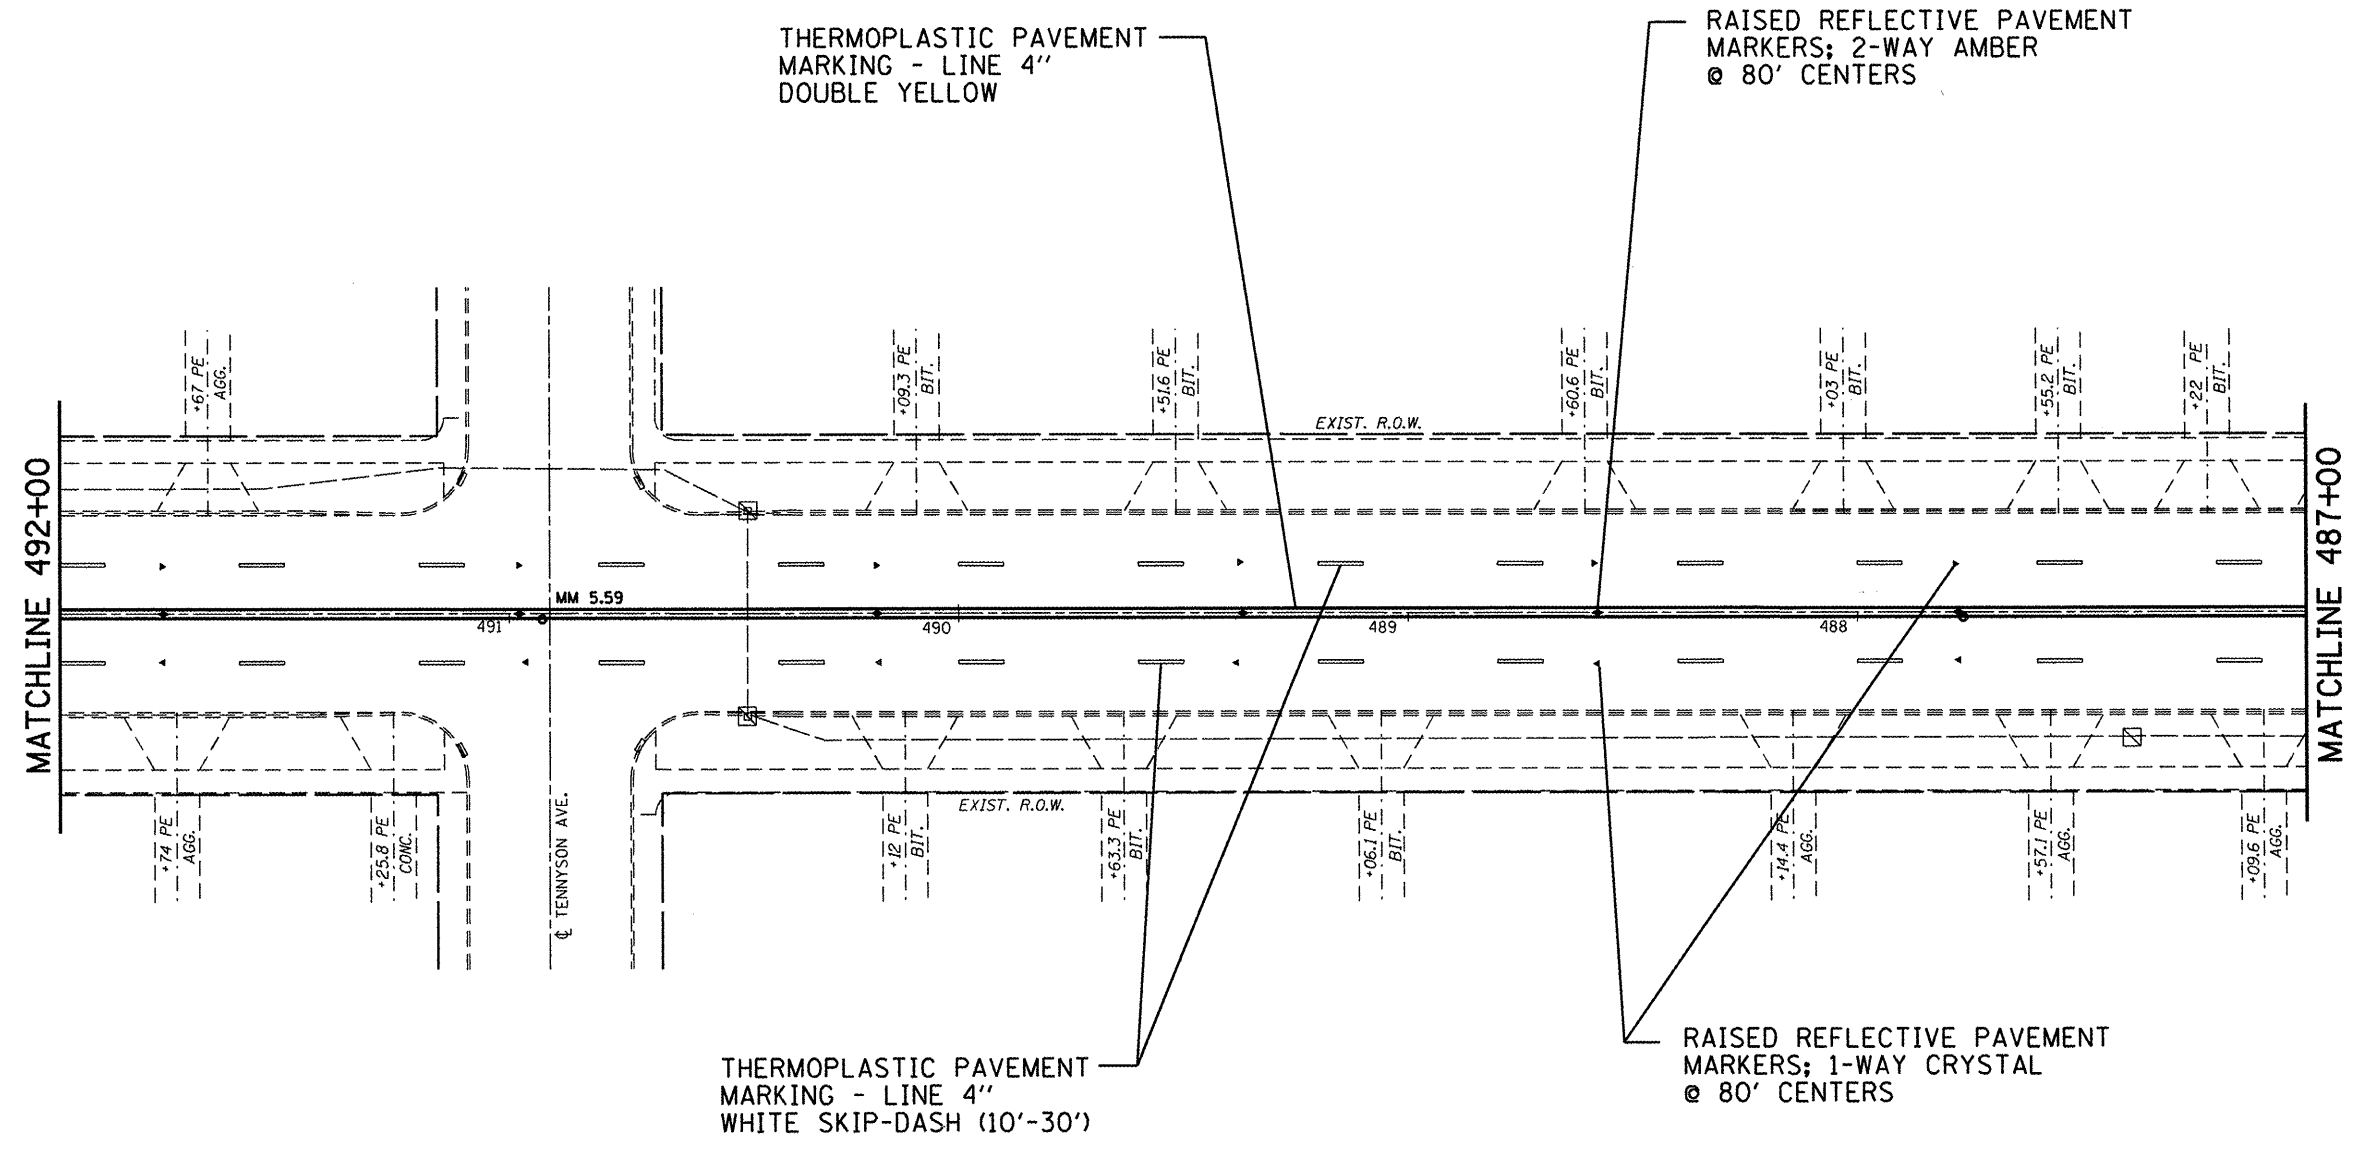 THERMOPLASTIC PAVEMENT
MARKING - LINE 4"
DOUBLE YELLOW
RAISED REFLECTIVE PAVEMENT
MARKERS; 2-WAY AMBER
@ 80' CENTERS
+67 PE
AGG.
+09.3 PE
BIT.
+51.6 PE
BIT.
+60.6 PE
BIT.
+03 PE
BIT.
+55.2 PE
BIT.
+22 PE
BIT.
EXIST. R.O.W.
MATCHLINE 492+00
MATCHLINE 487+00
MM 5.59
491
490
489
488
EXIST. R.O.W.
+74 PE
AGG.
+25.8 PE
CONC.
℄ TENNYSON AVE.
+12 PE
BIT.
+63.3 PE
BIT.
+06.1 PE
BIT.
+14.4 PE
AGG.
+57.1 PE
AGG.
+09.6 PE
AGG.
THERMOPLASTIC PAVEMENT
MARKING - LINE 4"
WHITE SKIP-DASH (10'-30')
RAISED REFLECTIVE PAVEMENT
MARKERS; 1-WAY CRYSTAL
@ 80' CENTERS